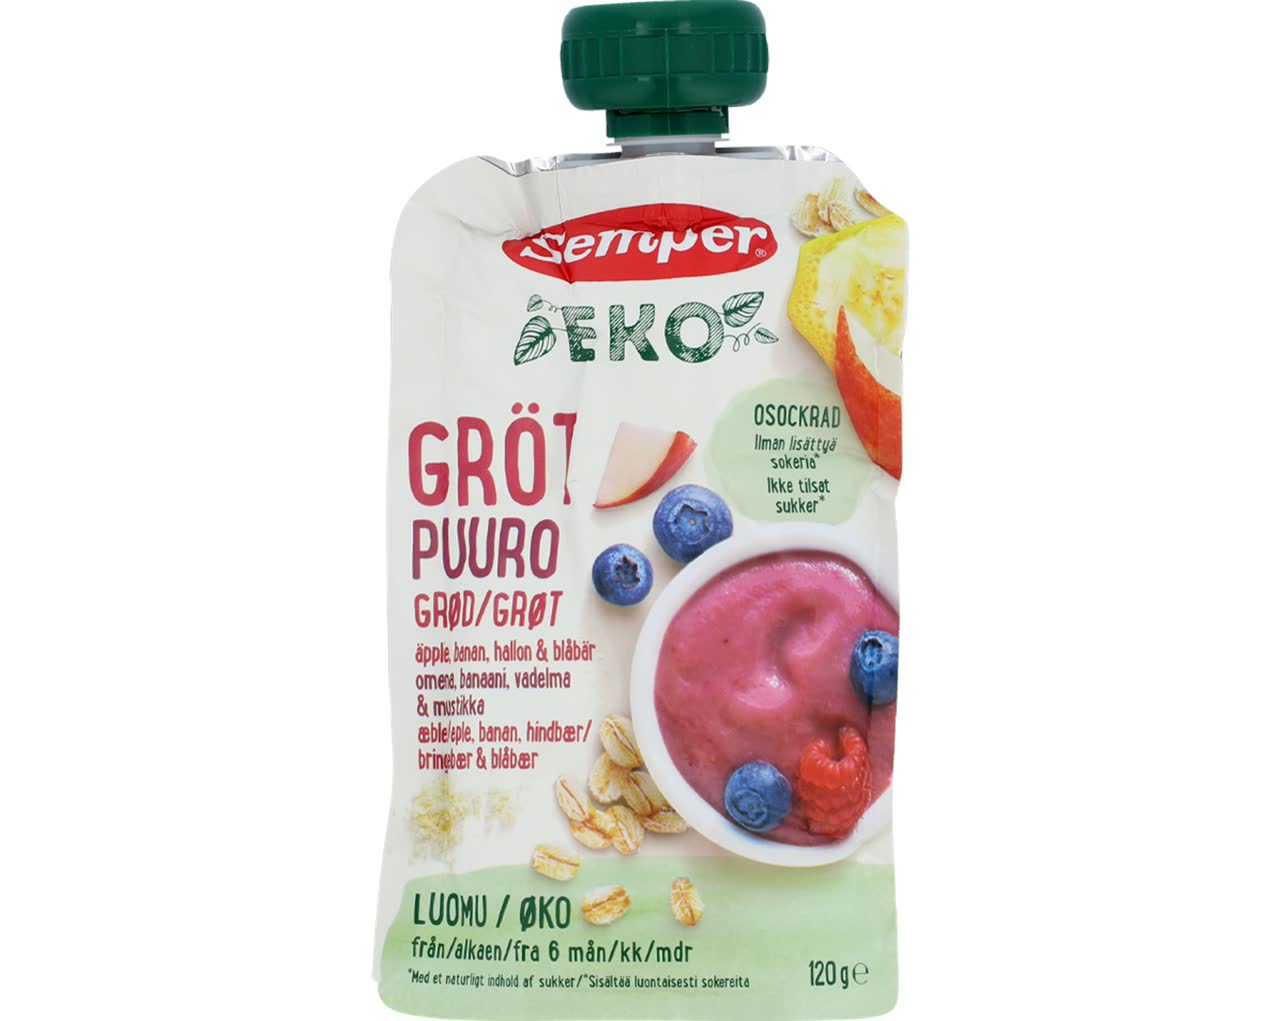 Semper®
EKO
GRÖT
PUURO
GRØD/GRØT
äpple, banan, hallon & blåbär
omena, banaani, vadelma
& mustikka
æble/eple, banan, hindbær/
bringebær & blåbær
OSOCKRAD
Ilman lisättyä
sokeria*
Ikke tilsat
sukker*
LUOMU / ØKO
från/alkaen/fra 6 mån/kk/mdr
*Med et naturligt indhold af sukker/*Sisältää luontaisesti sokereita
120 g ℮